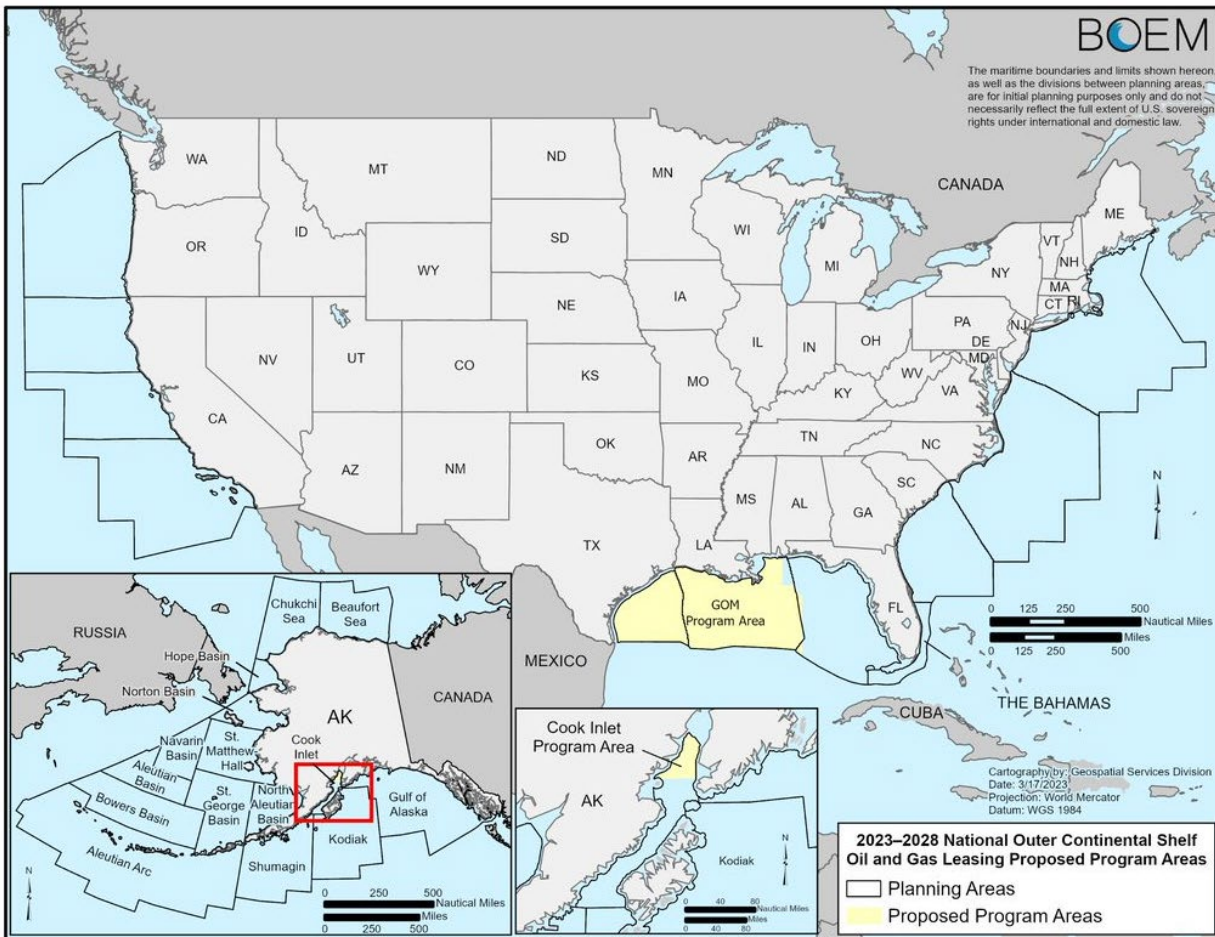 BOEM
The maritime boundaries and limits shown hereon,
as well as the divisions between planning areas,
are for initial planning purposes only and do not
necessarily reflect the full extent of U.S. sovereign
rights under international and domestic law.
CANADA
WA
MT
ND
MN
OR
ID
WY
SD
WI
MI
ME
VT
NH
NY
MA
CT
RI
NE
IA
PA
NJ
NV
UT
CO
IL
IN
OH
DE
MD
WV
VA
CA
KS
MO
KY
AZ
NM
OK
AR
TN
NC
SC
TX
LA
MS
AL
GA
FL
N
GOM
Program Area
MEXICO
0 125 250 500
Nautical Miles
Miles
0 125 250 500
THE BAHAMAS
CUBA
Cartography by: Geospatial Services Division
Date: 3/17/2023
Projection: World Mercator
Datum: WGS 1984
RUSSIA
Chukchi
Sea
Beaufort
Sea
Hope Basin
Norton Basin
CANADA
AK
Navarin
Basin
St.
Matthew-
Hall
Cook
Inlet
Aleutian
Basin
Bowers Basin
St.
George
Basin
North
Aleutian
Basin
Gulf of
Alaska
Kodiak
Aleutian Arc
Shumagin
N
0 250 500
Nautical Miles
Miles
0 250 500
Cook Inlet
Program Area
AK
Kodiak
N
0 40 80
Nautical Miles
Miles
0 40 80
2023–2028 National Outer Continental Shelf
Oil and Gas Leasing Proposed Program Areas
Planning Areas
Proposed Program Areas